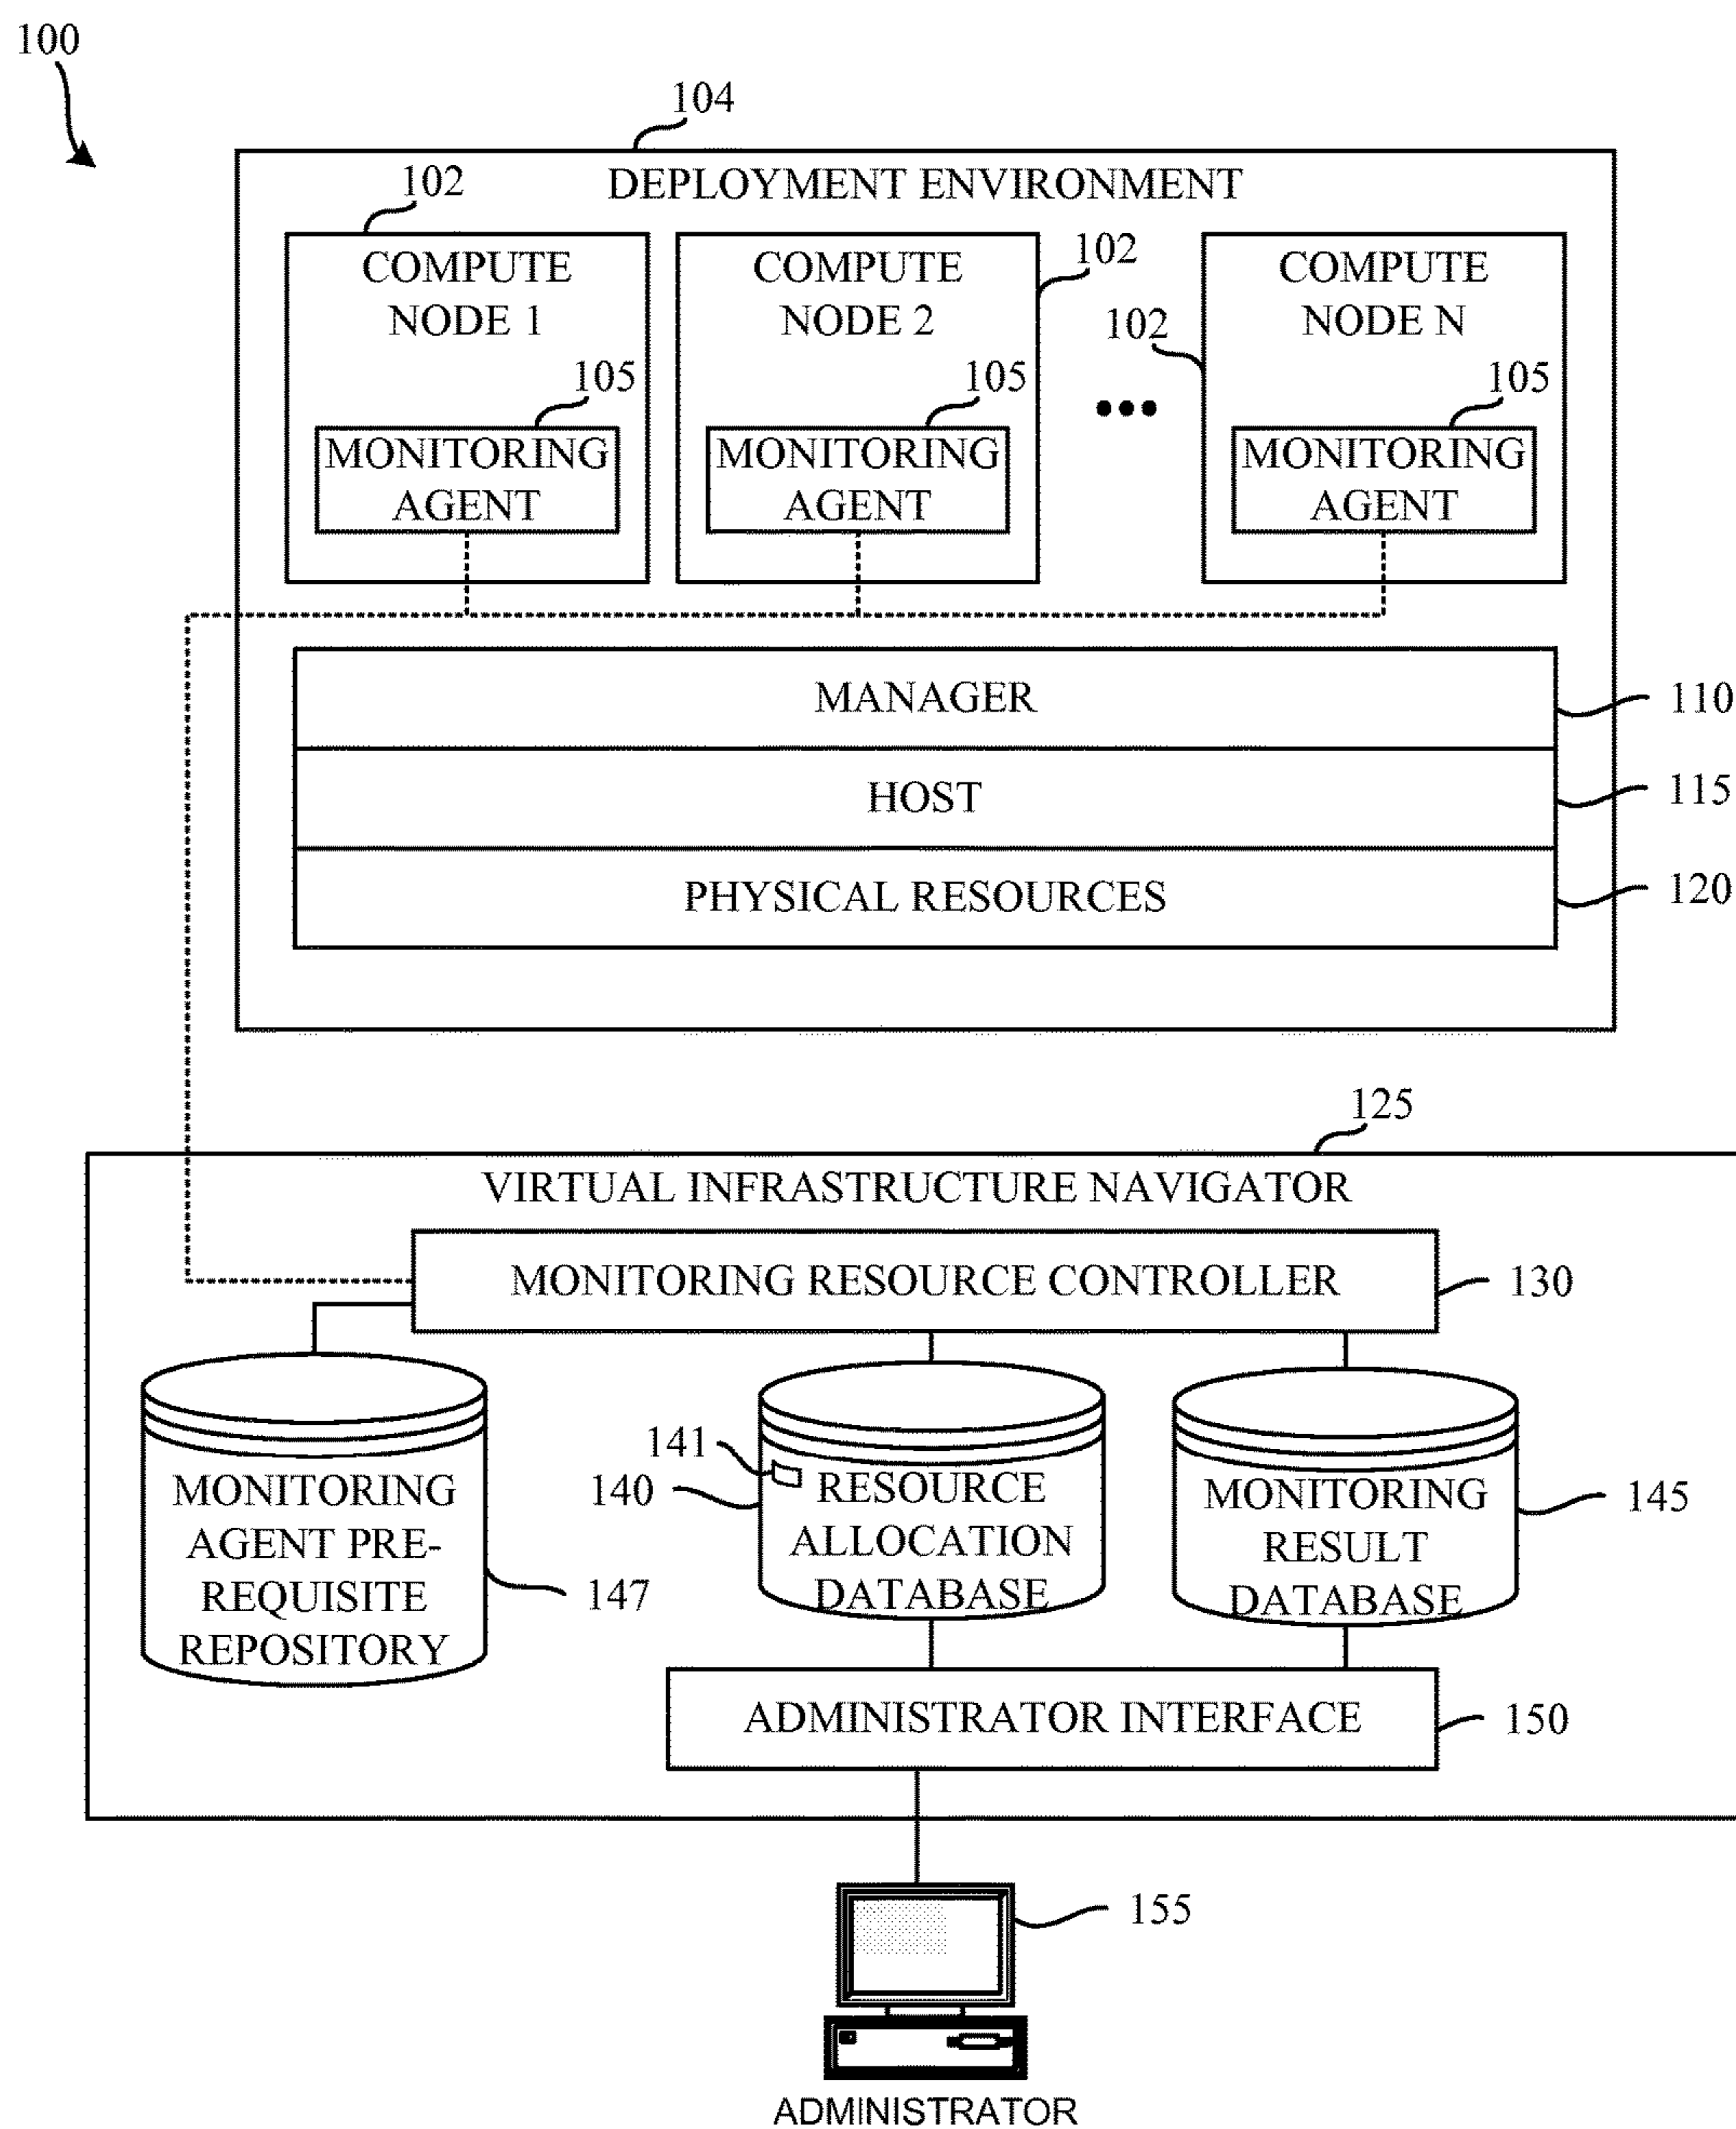 100
104
102
DEPLOYMENT ENVIRONMENT
COMPUTE
NODE 1
105
MONITORING
AGENT
COMPUTE
NODE 2
102
105
MONITORING
AGENT
102
COMPUTE
NODE N
105
MONITORING
AGENT
MANAGER
110
HOST
115
PHYSICAL RESOURCES
120
125
VIRTUAL INFRASTRUCTURE NAVIGATOR
MONITORING RESOURCE CONTROLLER
130
MONITORING
AGENT PRE-
REQUISITE
REPOSITORY
147
141
140
RESOURCE
ALLOCATION
DATABASE
MONITORING
RESULT
DATABASE
145
ADMINISTRATOR INTERFACE
150
155
ADMINISTRATOR